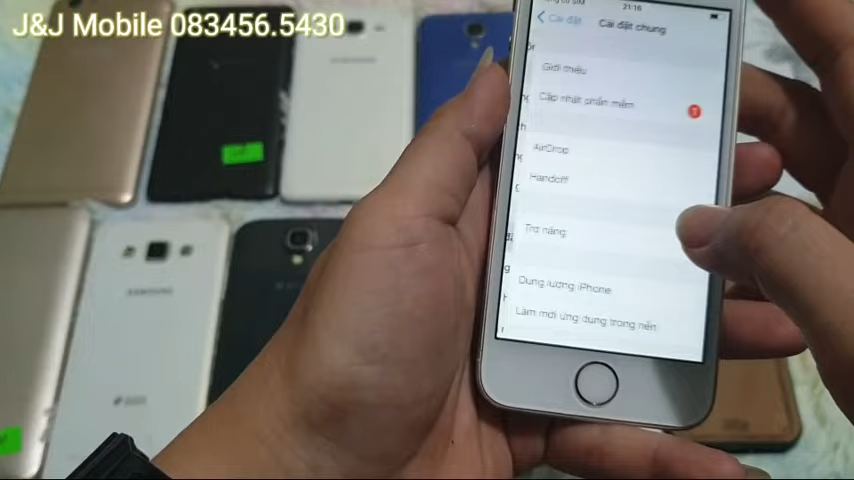 J&J Mobile 083456.5430
21:16
Cài đặt
Cài đặt chung
Giới thiệu
Cập nhật phần mềm
1
AirDrop
Handoff
Trợ năng
Dung lượng iPhone
Làm mới ứng dụng trong nền
SAMSUNG